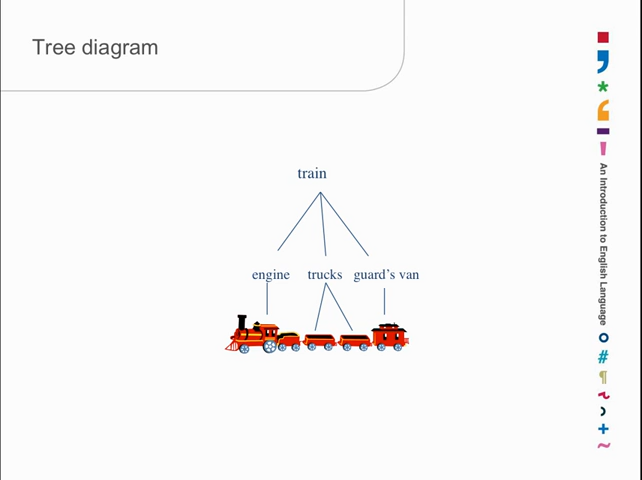 Tree diagram
train
engine trucks guard's van
An Introduction to English Language